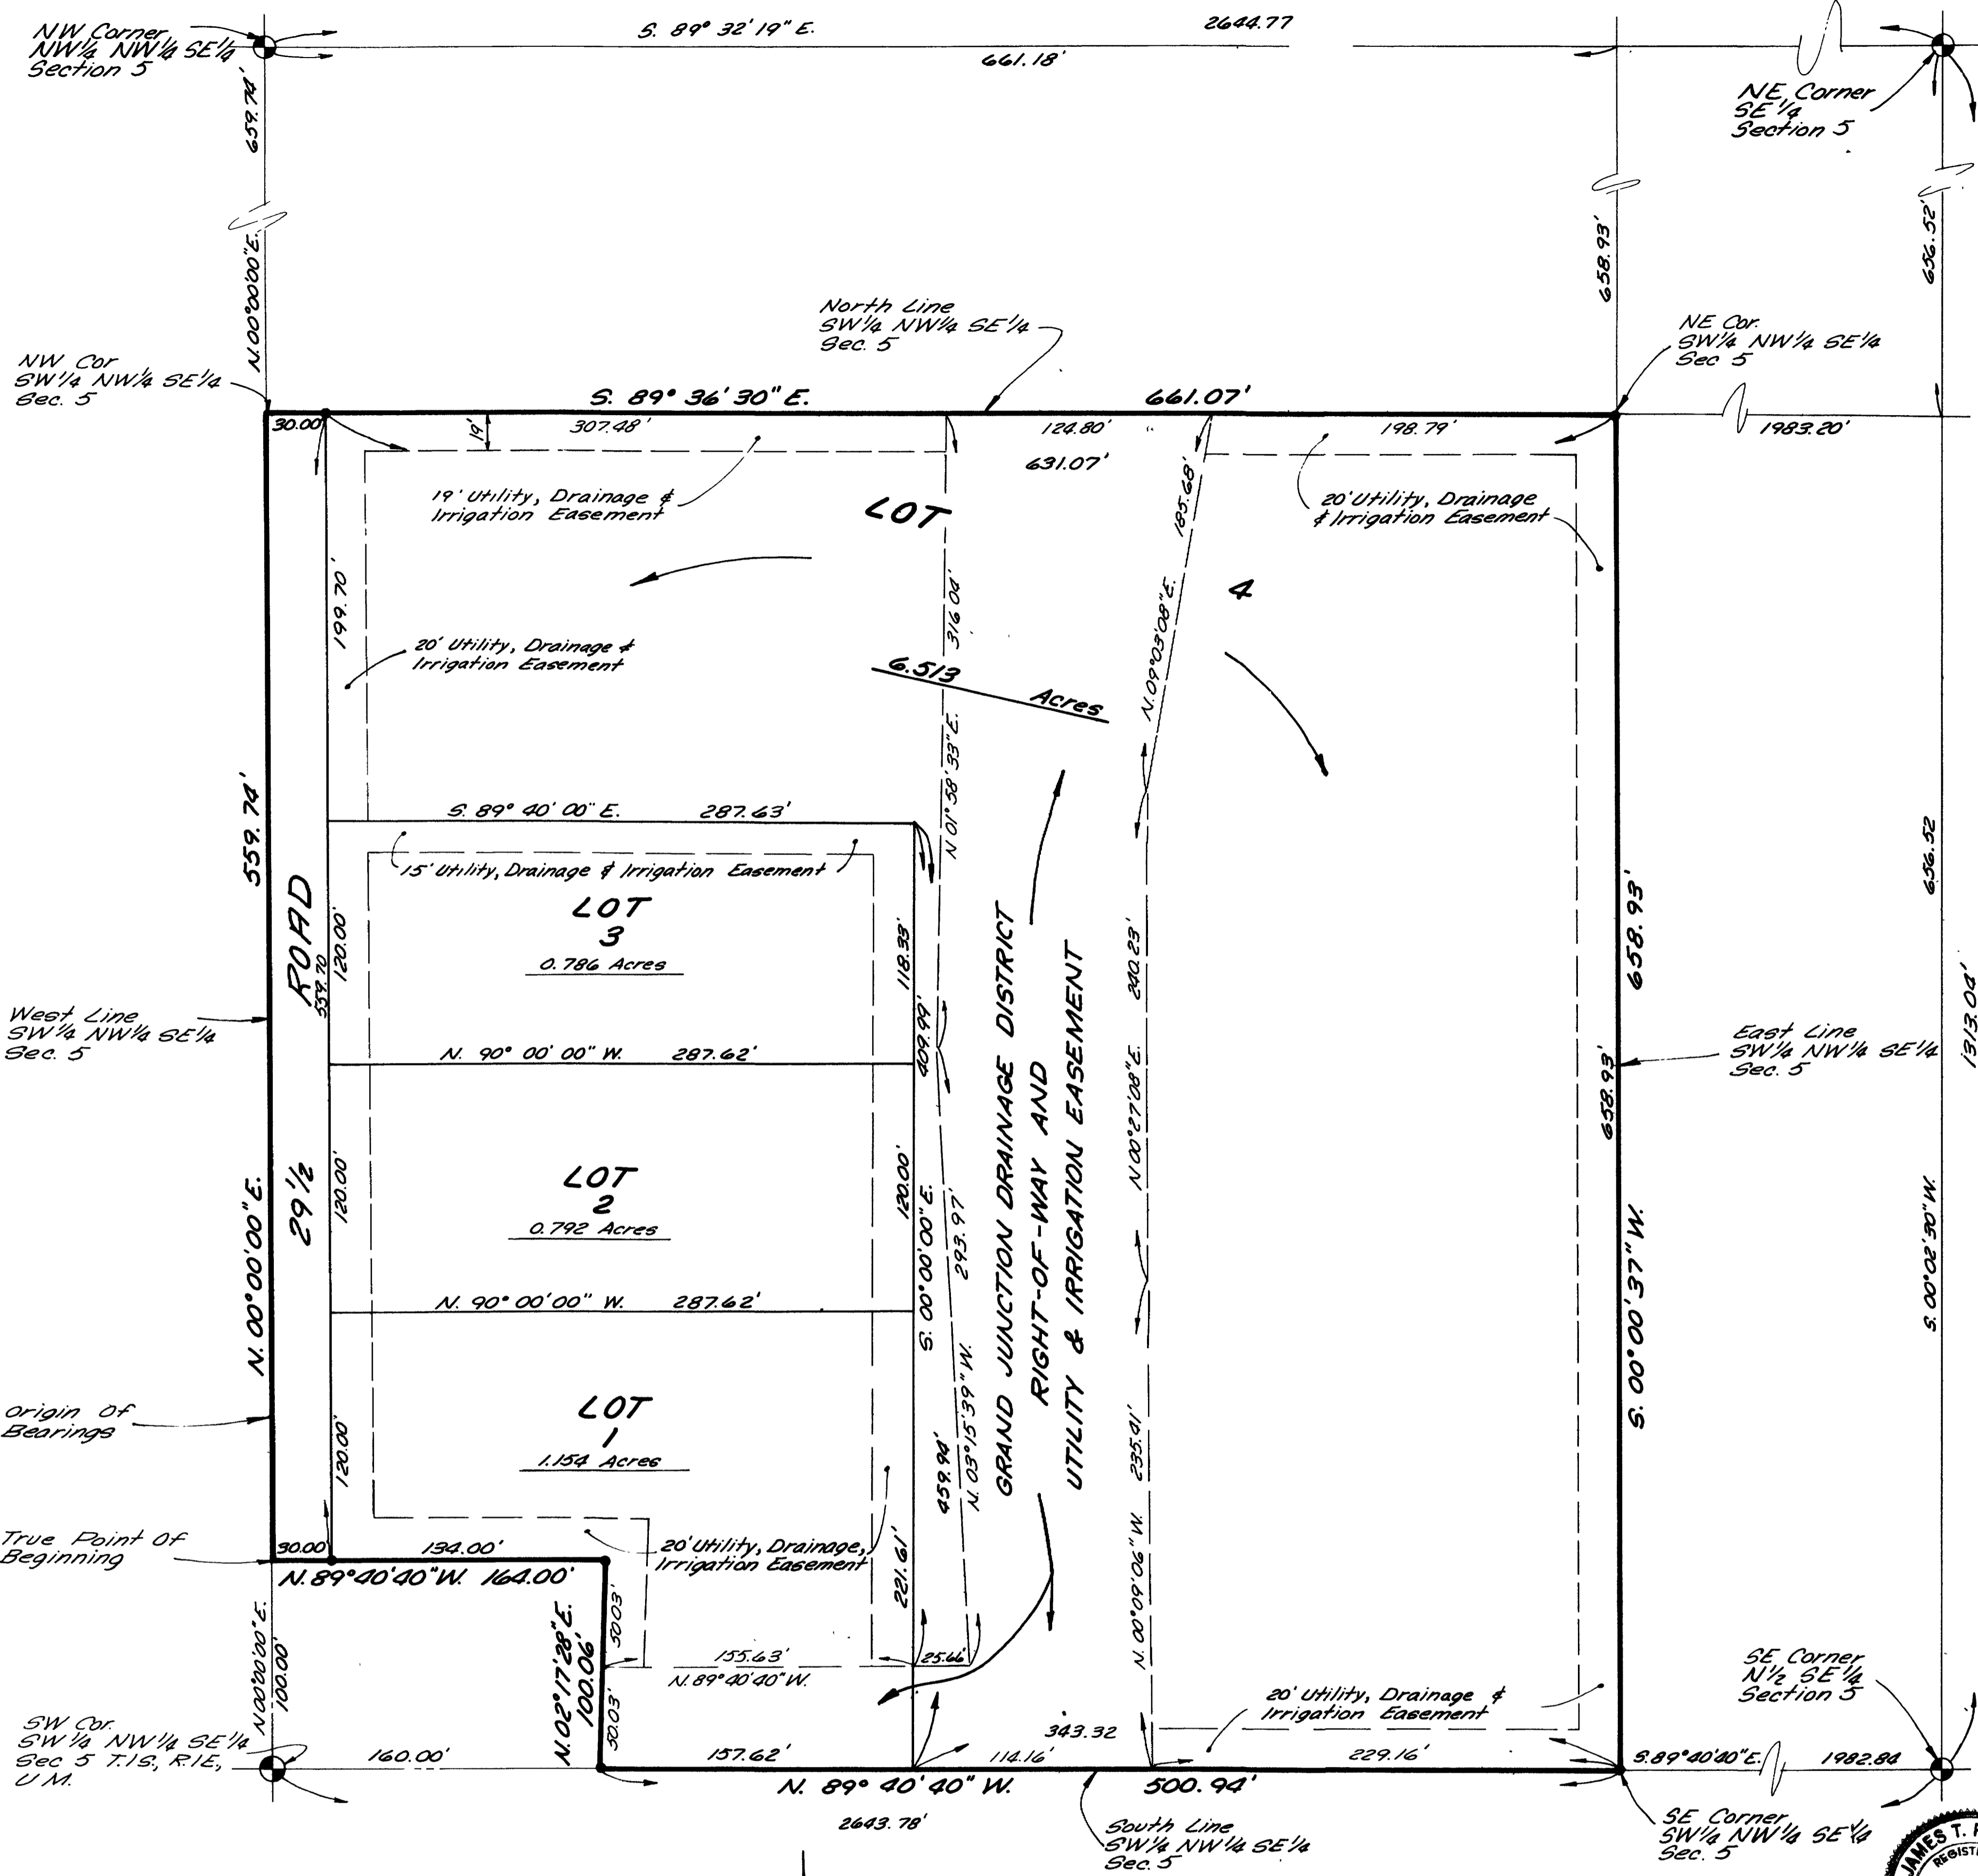 NW Corner
NW¼ NW¼ SE¼
Section 5
S. 89° 32' 19" E.
2644.77
661.18'
NE Corner
SE ¼
Section 5
659.74'
N.00°00'00"E.
658.93'
656.52'
North Line
SW¼ NW¼ SE¼
Sec. 5
NE Cor.
SW¼ NW¼ SE¼
Sec 5
NW Cor
SW¼ NW¼ SE¼
Sec. 5
S. 89° 36' 30" E.
661.07'
30.00'
19'
307.48'
124.80'
198.79'
1983.20'
631.07'
19' Utility, Drainage &
Irrigation Easement
LOT
20' Utility, Drainage
& Irrigation Easement
185.68'
N.09°03'08"E.
4
199.70'
316.04'
N 01° 58' 33" E.
20' Utility, Drainage &
Irrigation Easement
6.513
Acres
559.74'
S. 89° 40' 00" E.
287.63'
15' Utility, Drainage & Irrigation Easement
LOT
3
0.786 Acres
ROAD
559.70
120.00'
118.33'
409.99'
240.23'
N 00°27'08"E.
658.93'
656.52
1313.04'
West Line
SW¼ NW¼ SE¼
Sec. 5
N. 90° 00' 00" W.
287.62'
East Line
SW¼ NW¼ SE¼
Sec. 5
658.93'
GRAND JUNCTION DRAINAGE DISTRICT
RIGHT-OF-WAY AND
UTILITY & IRRIGATION EASEMENT
29 ½
120.00'
LOT
2
0.792 Acres
120.00'
S. 00°00'00"E.
293.97'
N. 03°15'39"W.
N. 00°00'00"E.
S. 00°00'37"W.
S. 00°02'30"W.
N. 90° 00'00" W.
287.62'
Origin Of
Bearings
120.00'
LOT
1
1.154 Acres
459.94'
235.41'
N. 00°09'06"W.
True Point Of
Beginning
30.00'
134.00'
20' Utility, Drainage,
Irrigation Easement
N. 89°40'40"W. 164.00'
221.61'
N00°00'00"E.
100.00'
N.02°17'28"E.
100.06'
50.03'
50.03'
155.63'
N.89°40'40"W.
25.66'
SE Corner
N½ SE¼
Section 5
20' Utility, Drainage &
Irrigation Easement
SW Cor.
SW¼ NW¼ SE¼
Sec 5 T.1S., R.1E.,
U M.
160.00'
157.62'
343.32
114.16'
229.16'
S.89°40'40"E.
1982.84
N. 89° 40' 40" W.
500.94'
2643.78'
South Line
SW¼ NW¼ SE¼
Sec. 5
SE Corner
SW¼ NW¼ SE¼
Sec. 5
JAMES T.